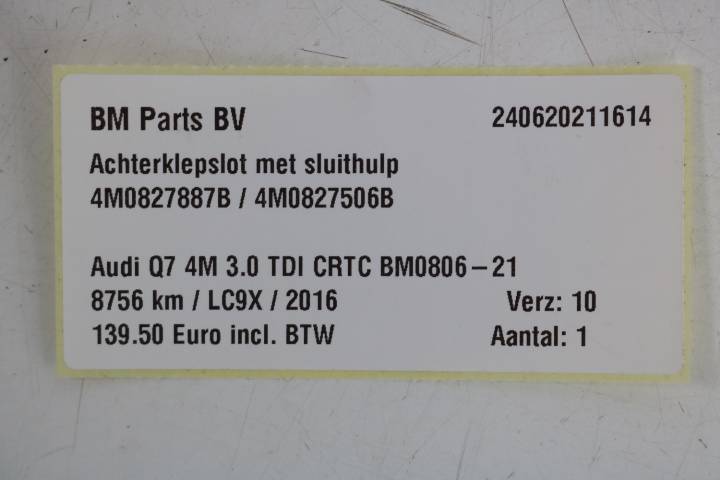 BM Parts BV 240620211614
Achterklepslot met sluithulp
4M0827887B / 4M0827506B
Audi Q7 4M 3.0 TDI CRTC BM0806-21
8756 km / LC9X / 2016 Verz: 10
139.50 Euro incl. BTW Aantal: 1